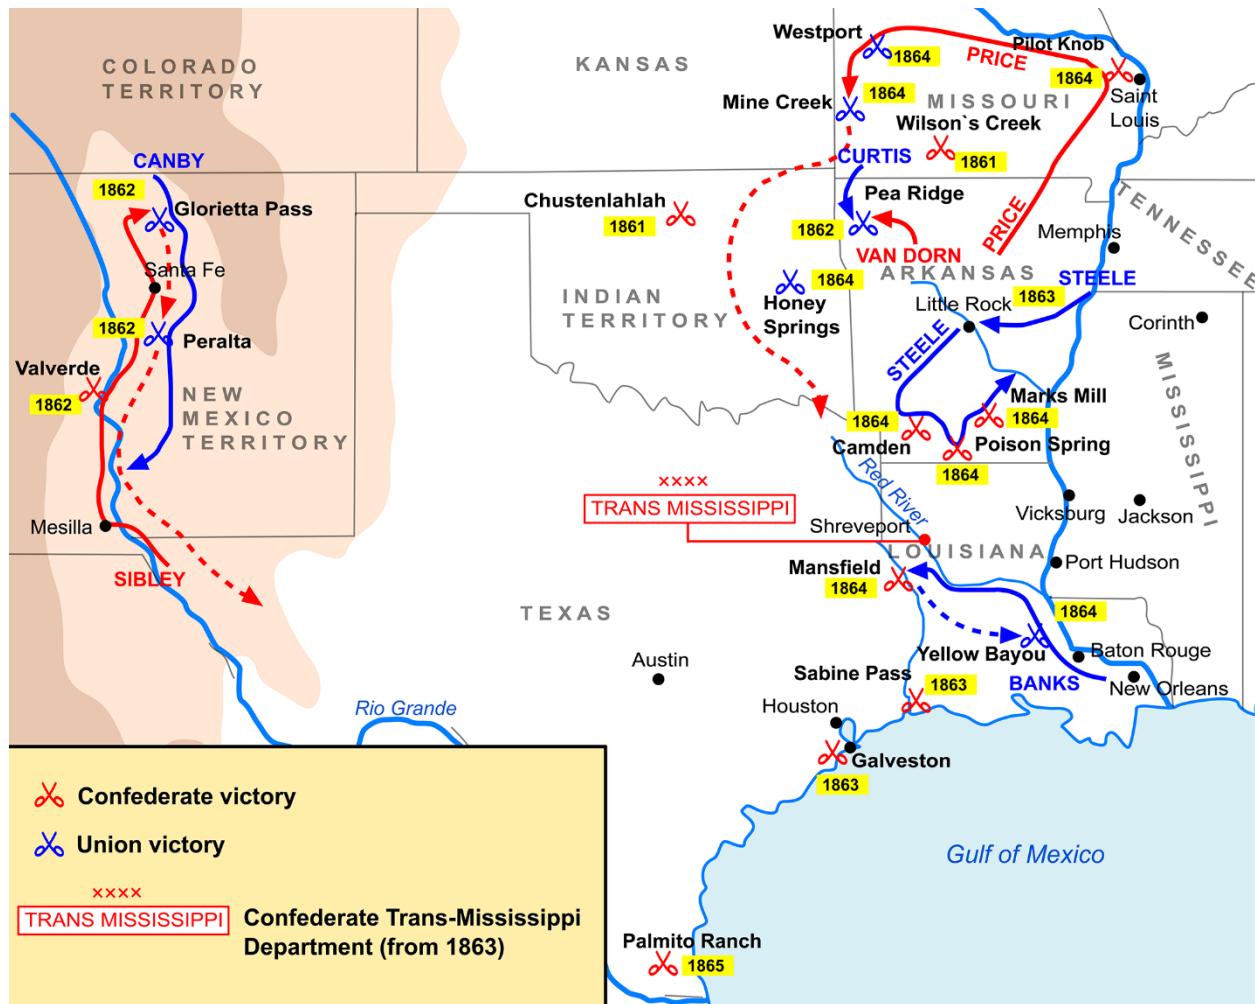 Westport
1864
PRICE
Pilot Knob
1864
Saint
Louis
COLORADO
TERRITORY
KANSAS
Mine Creek
1864
MISSOURI
Wilson`s Creek
1861
CANBY
1862
Glorietta Pass
CURTIS
Pea Ridge
1862
VAN DORN
PRICE
TENNESSEE
Chustenlahlah
1861
Memphis
Santa Fe
ARKANSAS
STEELE
1864
Honey
Springs
INDIAN
TERRITORY
Little Rock
1863
Corinth
1862
Peralta
STEELE
Valverde
1862
NEW
MEXICO
TERRITORY
MISSISSIPPI
Marks Mill
1864
1864
Camden
Poison Spring
1864
Red River
××××
TRANS MISSISSIPPI
Vicksburg
Jackson
Mesilla
Shreveport
LOUISIANA
SIBLEY
Port Hudson
Mansfield
1864
TEXAS
1864
Yellow Bayou
Baton Rouge
Austin
Sabine Pass
1863
BANKS
New Orleans
Rio Grande
Houston
Galveston
1863
Gulf of Mexico
Confederate victory
Union victory
××××
TRANS MISSISSIPPI
Confederate Trans-Mississippi
Department (from 1863)
Palmito Ranch
1865